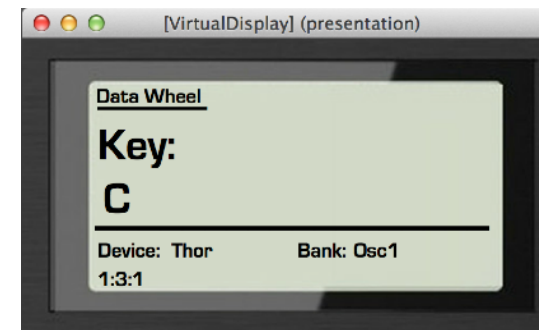 [VirtualDisplay] (presentation)
Data Wheel
Key:
C
Device: Thor Bank: Osc1
1:3:1